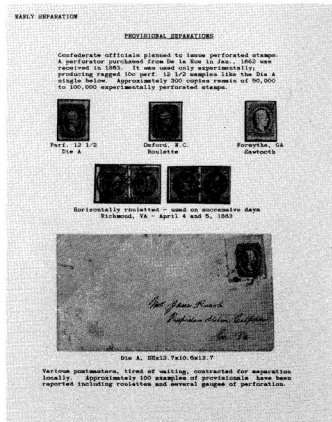 EARLY SEPARATION
PROVISIONAL SEPARATIONS
Confederate officials planned to issue perforated stamps.
A perforator purchased from De la Rue in Jan., 1862 was
received in 1863. It was used only experimentally;
producing ragged 10c perf. 12 1/2 samples like the Die A
single below. Approximately 300 copies remain of 50,000
to 100,000 experimentally perforated stamps.
Perf. 12 1/2
Die A
Oxford, N.C.
Roulette
Forsythe, GA
Sawtooth
Horizontally rouletted - used on successive days
Richmond, VA - April 4 and 5, 1863
Station
Die A,
Various postmasters, tired of waiting, contracted for separation
locally. Approximately 100 examples of provisionals have been
reported including roulettes and several gauges of perforation.